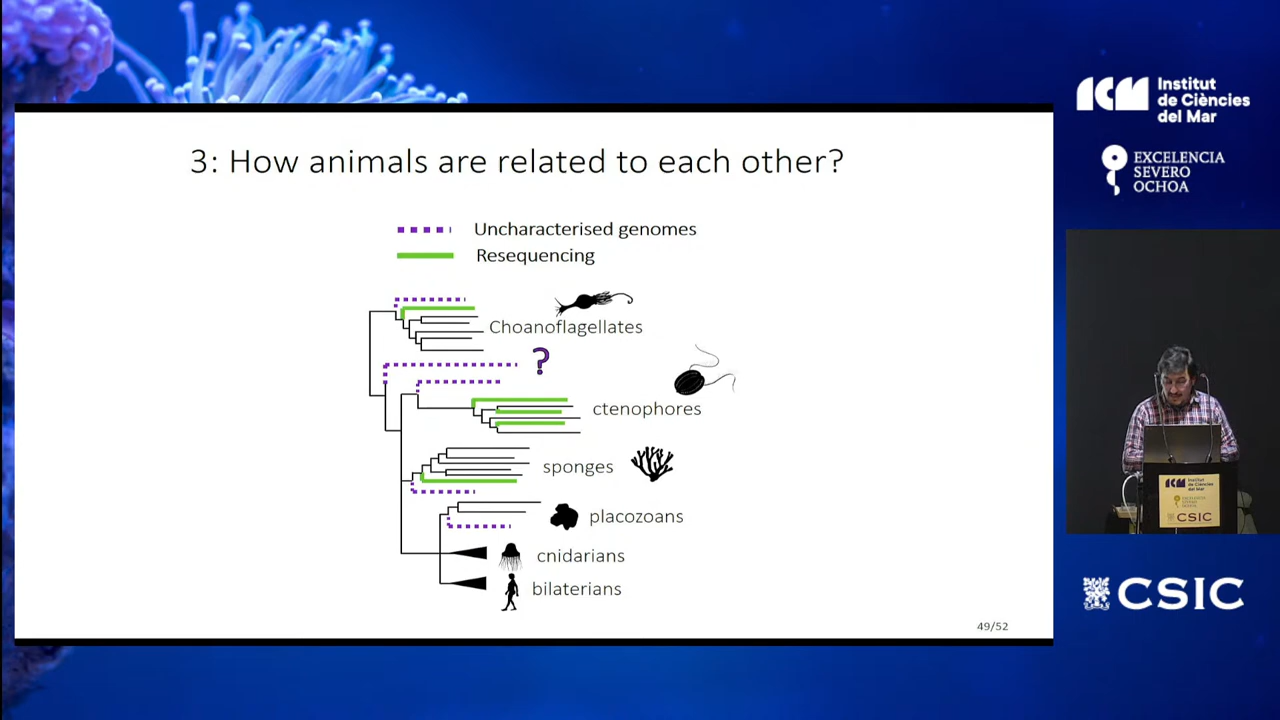 3: How animals are related to each other?
Uncharacterised genomes
Resequencing
Choanoflagellates
?
ctenophores
sponges
placozoans
cnidarians
bilaterians
49/52
ICM
Institut
de Ciències
del Mar
EXCELENCIA
SEVERO
OCHOA
CSIC
CSIC